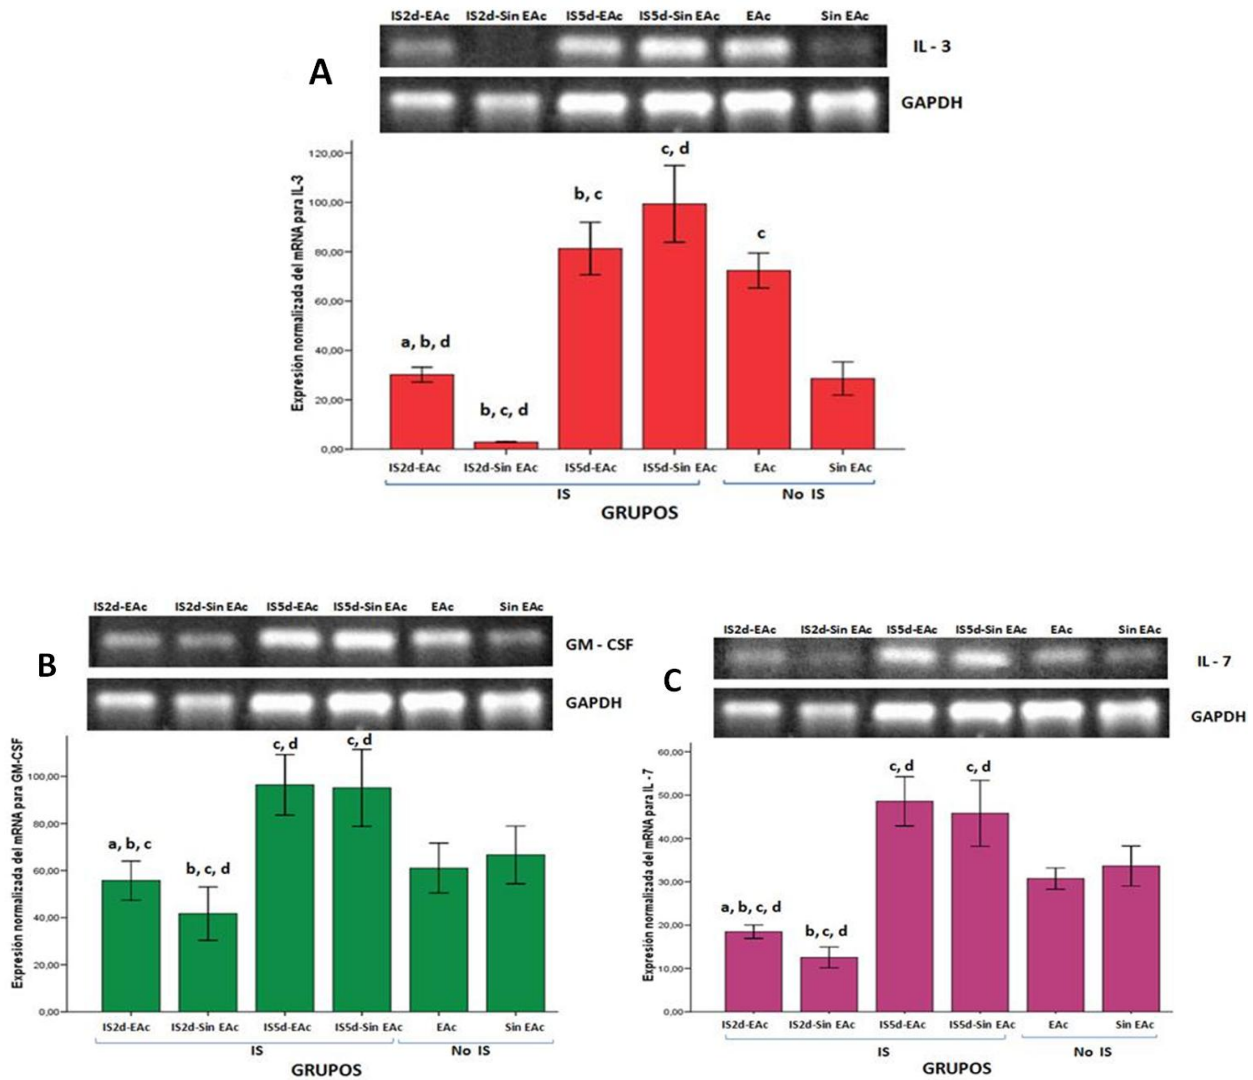 IS2d-EAc IS2d-Sin EAc IS5d-EAc IS5d-Sin EAc EAc Sin EAc
IL - 3
A
GAPDH
Expresión normalizada del mRNA para IL-3
120,00
100,00
80,00
60,00
40,00
20,00
0,00
a, b, d
b, c, d
b, c
c, d
c
IS2d-EAc IS2d-Sin EAc IS5d-EAc IS5d-Sin EAc EAc Sin EAc
IS No IS
GRUPOS
IS2d-EAc IS2d-Sin EAc IS5d-EAc IS5d-Sin EAc EAc Sin EAc
GM - CSF
B
GAPDH
Expresión normalizada del mRNA para GM-CSF
100,00
80,00
60,00
40,00
20,00
0,00
a, b, c
b, c, d
c, d
c, d
IS2d-EAc IS2d-Sin EAc IS5d-EAc IS5d-Sin EAc EAc Sin EAc
IS No IS
GRUPOS
IS2d-EAc IS2d-Sin EAc IS5d-EAc IS5d-Sin EAc EAc Sin EAc
IL - 7
C
GAPDH
Expresión normalizada del mRNA para IL - 7
60,00
50,00
40,00
30,00
20,00
10,00
0,00
a, b, c, d
b, c, d
c, d
c, d
IS2d-EAc IS2d-Sin EAc IS5d-EAc IS5d-Sin EAc EAc Sin EAc
IS No IS
GRUPOS